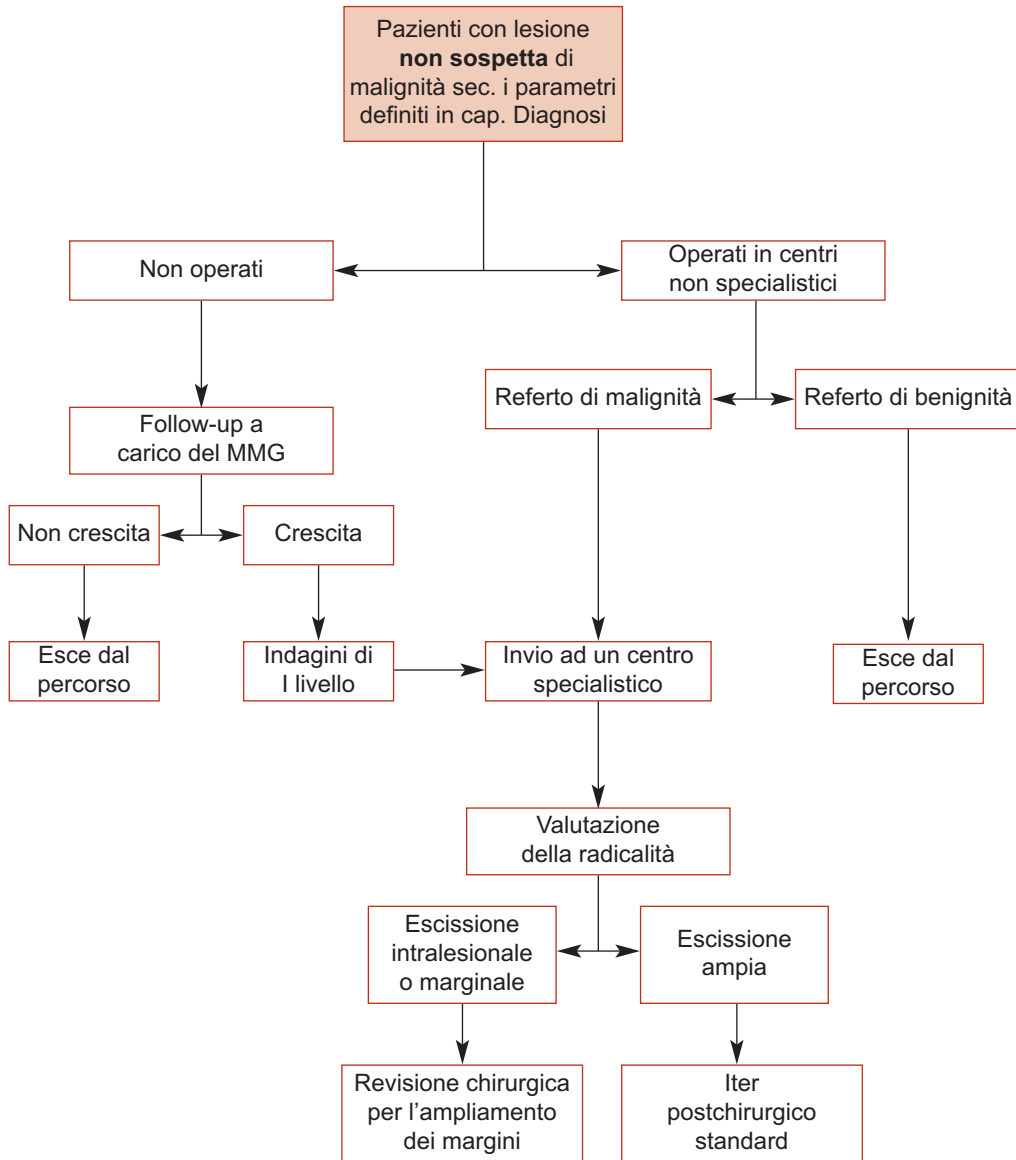 Pazienti con lesione
non sospetta di
malignità sec. i parametri
definiti in cap. Diagnosi
Non operati
Operati in centri
non specialistici
Referto di malignità
Referto di benignità
Follow-up a
carico del MMG
Non crescita
Crescita
Esce dal
percorso
Indagini di
I livello
Invio ad un centro
specialistico
Esce dal
percorso
Valutazione
della radicalità
Escissione
intralesionale
o marginale
Escissione
ampia
Revisione chirurgica
per l'ampliamento
dei margini
Iter
postchirurgico
standard